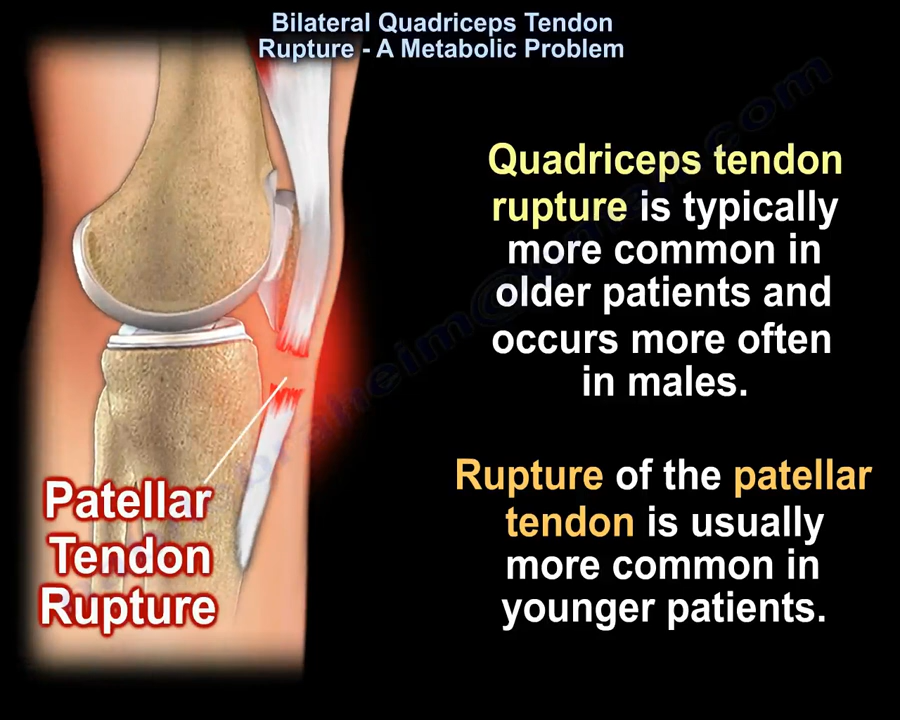 Bilateral Quadriceps Tendon
Rupture - A Metabolic Problem
Quadriceps tendon
rupture is typically
more common in
older patients and
occurs more often
in males.
Rupture of the patellar
tendon is usually
more common in
younger patients.
Patellar
Tendon
Rupture